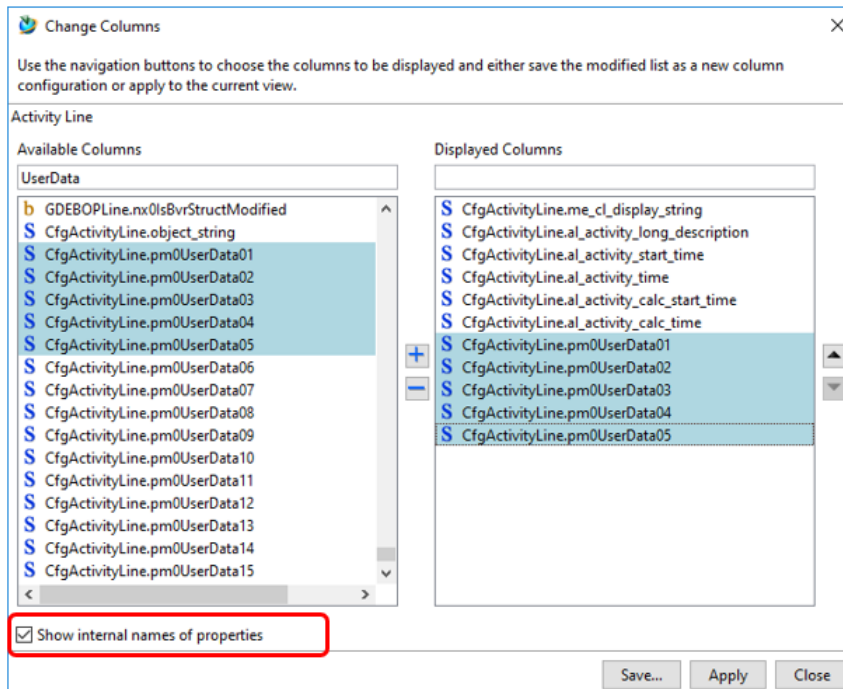 Change Columns
Use the navigation buttons to choose the columns to be displayed and either save the modified list as a new column
configuration or apply to the current view.
Activity Line
Available Columns
UserData
b GDEBOPLine.nx0IsBvrStructModified
S CfgActivityLine.object_string
S CfgActivityLine.pm0UserData01
S CfgActivityLine.pm0UserData02
S CfgActivityLine.pm0UserData03
S CfgActivityLine.pm0UserData04
S CfgActivityLine.pm0UserData05
S CfgActivityLine.pm0UserData06
S CfgActivityLine.pm0UserData07
S CfgActivityLine.pm0UserData08
S CfgActivityLine.pm0UserData09
S CfgActivityLine.pm0UserData10
S CfgActivityLine.pm0UserData11
S CfgActivityLine.pm0UserData12
S CfgActivityLine.pm0UserData13
S CfgActivityLine.pm0UserData14
S CfgActivityLine.pm0UserData15
Displayed Columns
S CfgActivityLine.me_cl_display_string
S CfgActivityLine.al_activity_long_description
S CfgActivityLine.al_activity_start_time
S CfgActivityLine.al_activity_time
S CfgActivityLine.al_activity_calc_start_time
S CfgActivityLine.al_activity_calc_time
S CfgActivityLine.pm0UserData01
S CfgActivityLine.pm0UserData02
S CfgActivityLine.pm0UserData03
S CfgActivityLine.pm0UserData04
S CfgActivityLine.pm0UserData05
Show internal names of properties
Save...
Apply
Close